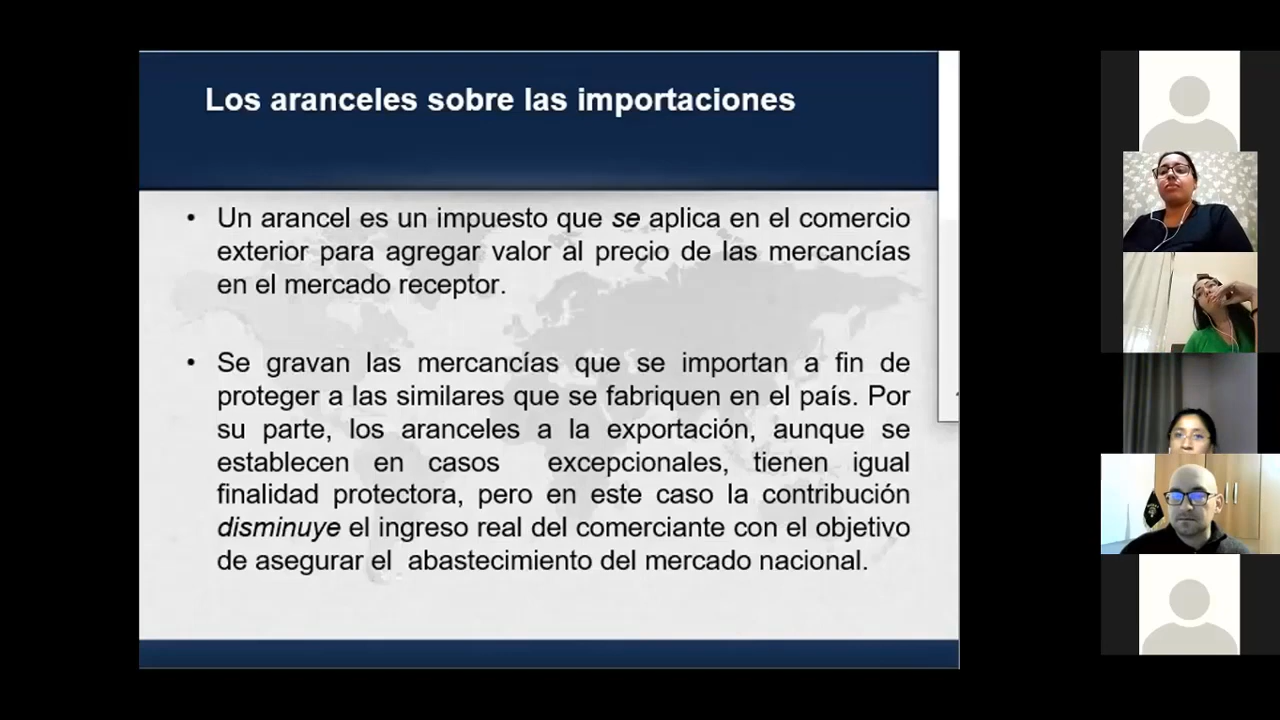 Los aranceles sobre las importaciones
• Un arancel es un impuesto que se aplica en el comercio
exterior para agregar valor al precio de las mercancías
en el mercado receptor.
• Se gravan las mercancías que se importan a fin de
proteger a las similares que se fabriquen en el país. Por
su parte, los aranceles a la exportación, aunque se
establecen en casos excepcionales, tienen igual
finalidad protectora, pero en este caso la contribución
disminuye el ingreso real del comerciante con el objetivo
de asegurar el abastecimiento del mercado nacional.